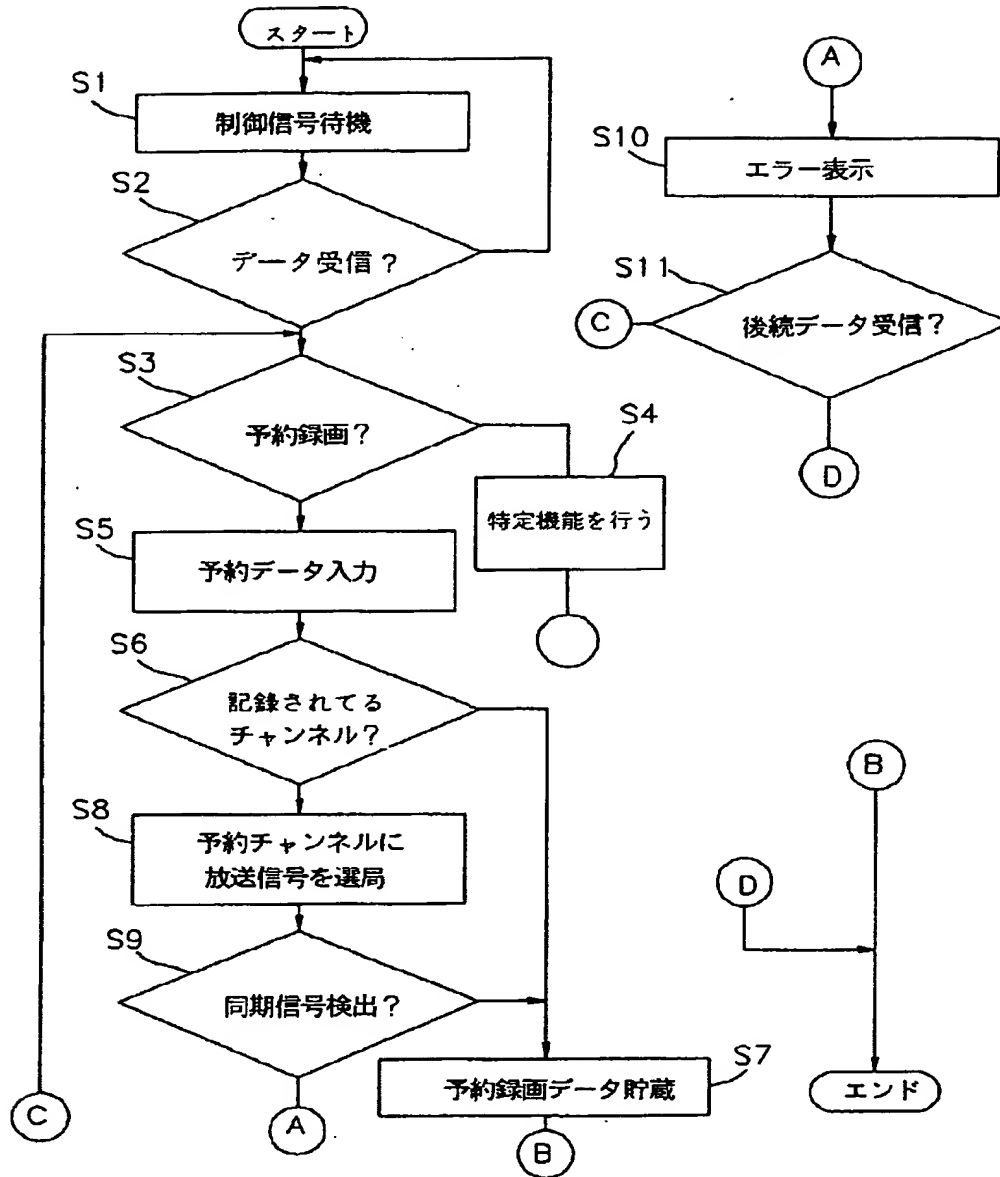 スタート
S1
制御信号待機
S2
データ受信？
S3
予約録画？
S4
特定機能を行う
S5
予約データ入力
S6
記録されてる
チャンネル？
S8
予約チャンネルに
放送信号を選局
S9
同期信号検出？
S7
予約録画データ貯蔵
C
A
B
A
S10
エラー表示
S11
C
後続データ受信？
D
B
D
エンド